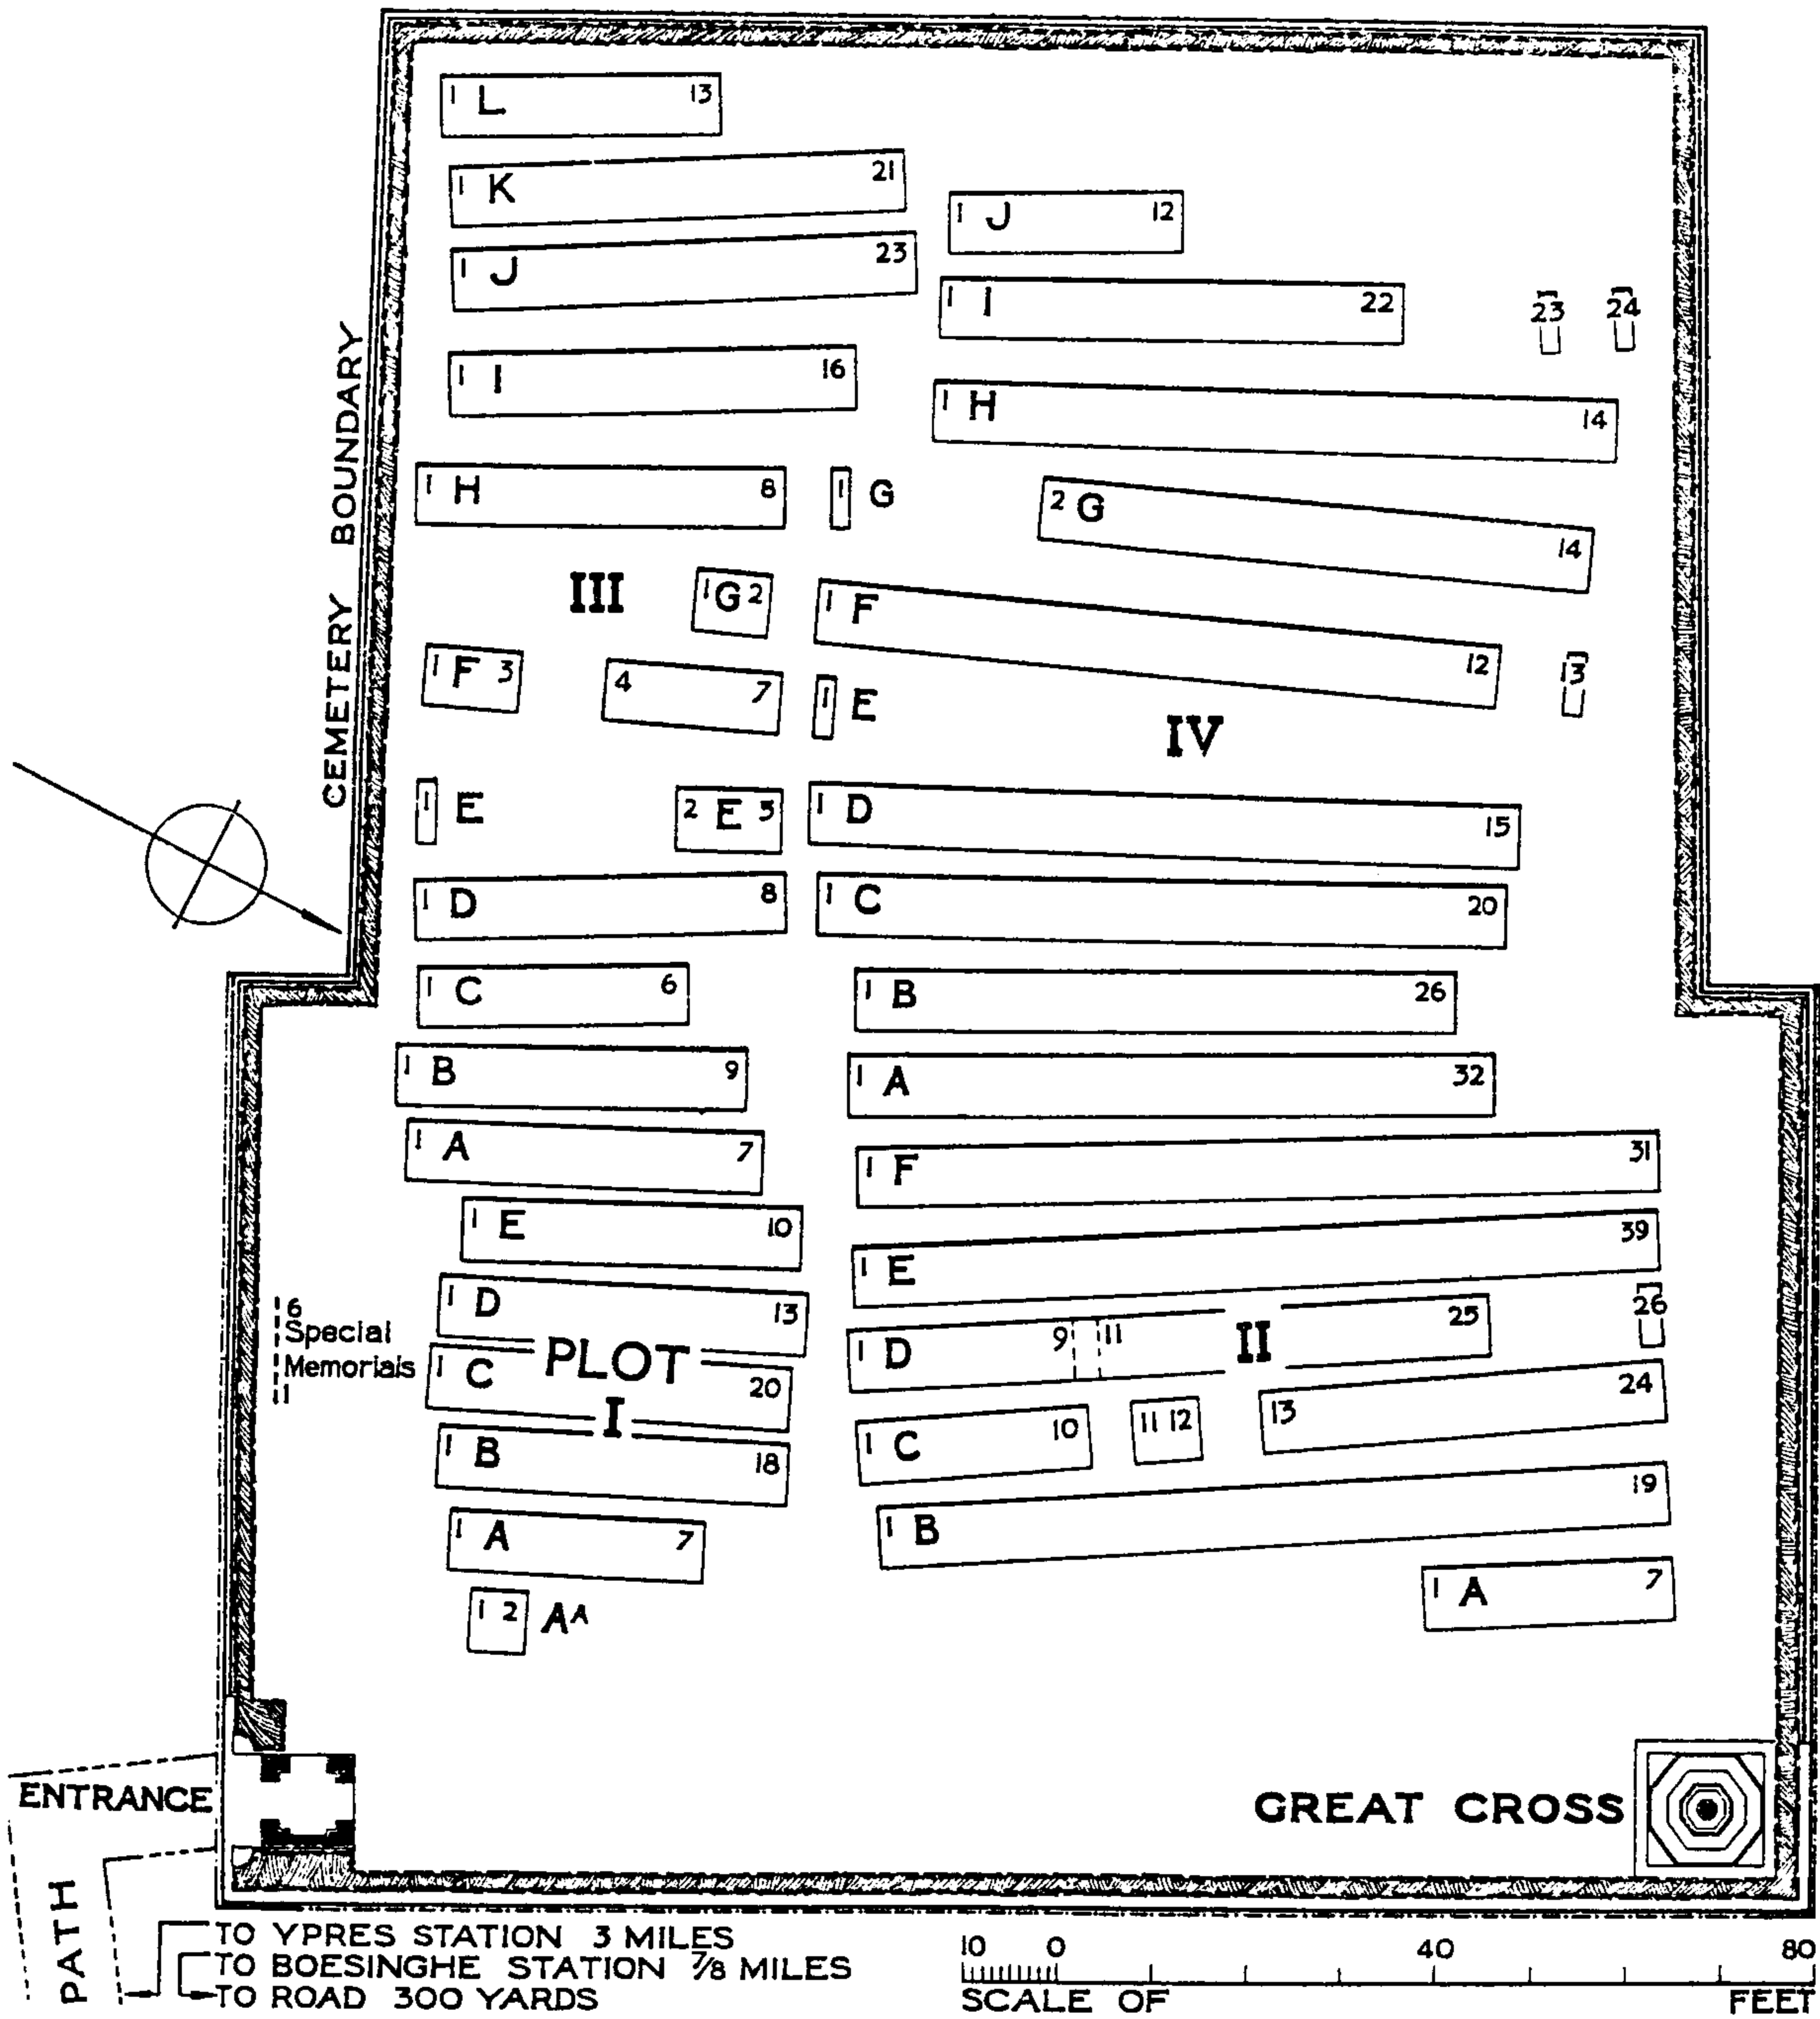 1 L 13
1 K 21
1 J 12
1 J 23
1 I 22
23 24
1 I 16
1 H 14
1 H 8
1 G
2 G 14
III
1 G 2
1 F 12
1 F 3
4 7
1 E
13
IV
1 E
2 E 5
1 D 15
1 D 8
1 C 20
1 C 6
1 B 26
1 B 9
1 A 32
1 A 7
1 F 31
1 E 10
1 E 39
1 D 13
1 D 9 11 II 25
26
6
Special
Memorials
1
PLOT
I
1 C 20
1 C 10
11 12
13 24
1 B 18
1 B 19
1 A 7
1 A 7
1 2 AA
CEMETERY BOUNDARY
ENTRANCE
GREAT CROSS
PATH
TO YPRES STATION 3 MILES
TO BOESINGHE STATION 7/8 MILES
TO ROAD 300 YARDS
10 0 40 80
SCALE OF FEET